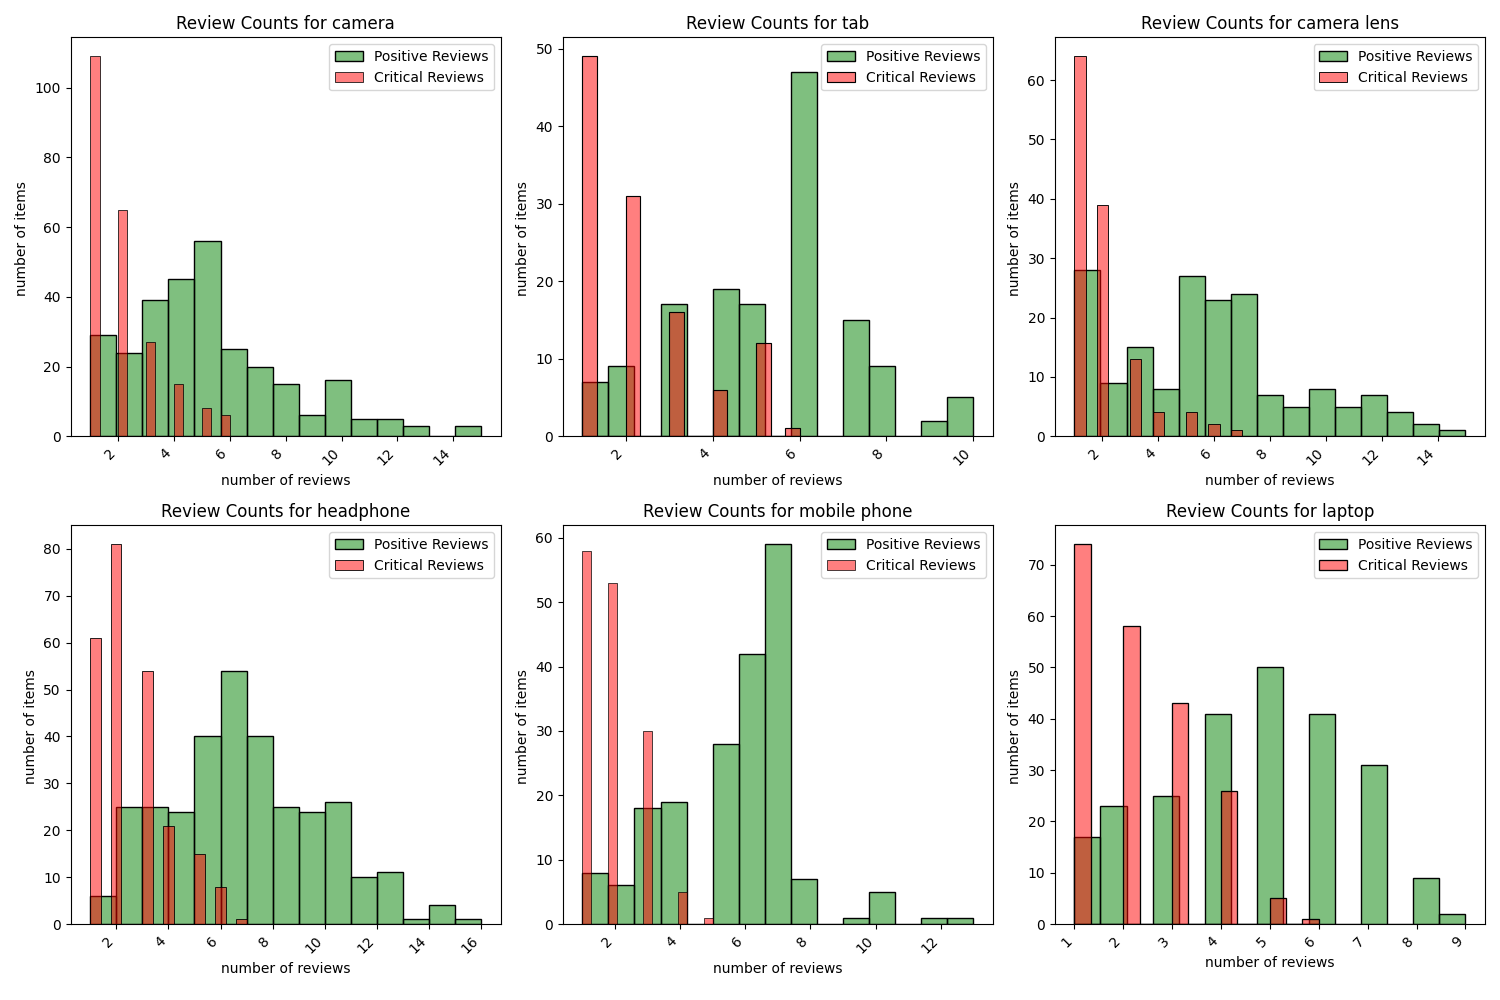 Review Counts for camera
Positive Reviews
Critical Reviews
100
80
60
40
20
0
number of items
2 4 6 8 10 12 14
number of reviews
Review Counts for tab
Positive Reviews
Critical Reviews
50
40
30
20
10
0
number of items
2 4 6 8 10
number of reviews
Review Counts for camera lens
Positive Reviews
Critical Reviews
60
50
40
30
20
10
0
number of items
2 4 6 8 10 12 14
number of reviews
Review Counts for headphone
Positive Reviews
Critical Reviews
80
70
60
50
40
30
20
10
0
number of items
2 4 6 8 10 12 14 16
number of reviews
Review Counts for mobile phone
Positive Reviews
Critical Reviews
60
50
40
30
20
10
0
number of items
2 4 6 8 10 12
number of reviews
Review Counts for laptop
Positive Reviews
Critical Reviews
70
60
50
40
30
20
10
0
number of items
1 2 3 4 5 6 7 8 9
number of reviews